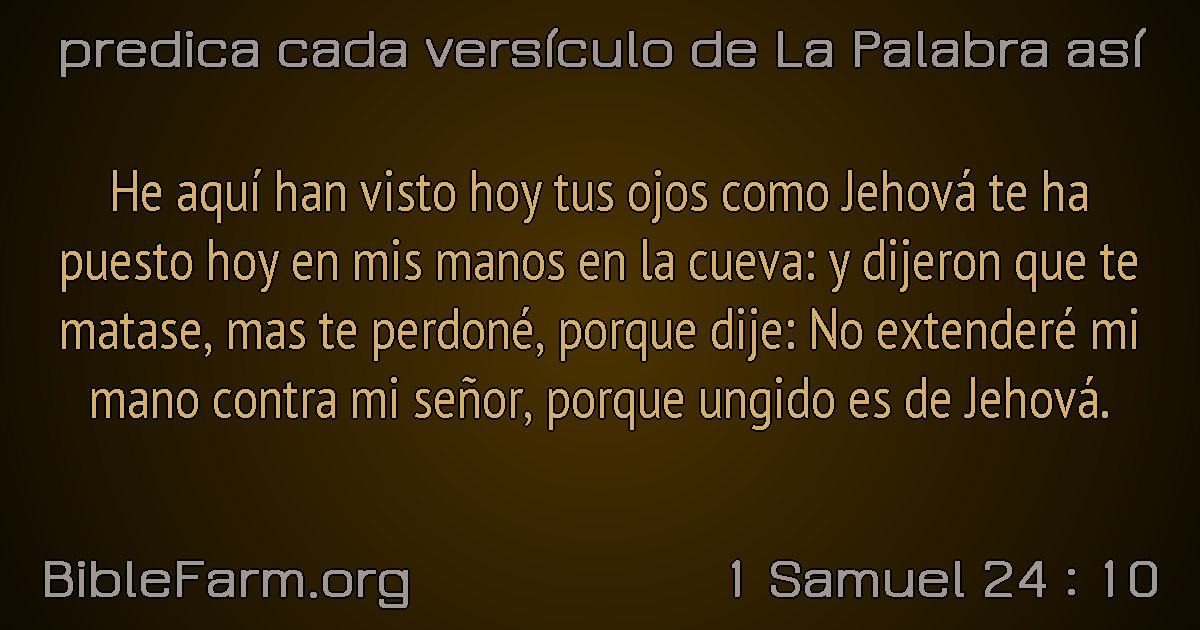 predica cada versículo de La Palabra así
He aquí han visto hoy tus ojos como Jehová te ha
puesto hoy en mis manos en la cueva: y dijeron que te
matase, mas te perdoné, porque dije: No extenderé mi
mano contra mi señor, porque ungido es de Jehová.
BibleFarm.org
1 Samuel 24 : 10